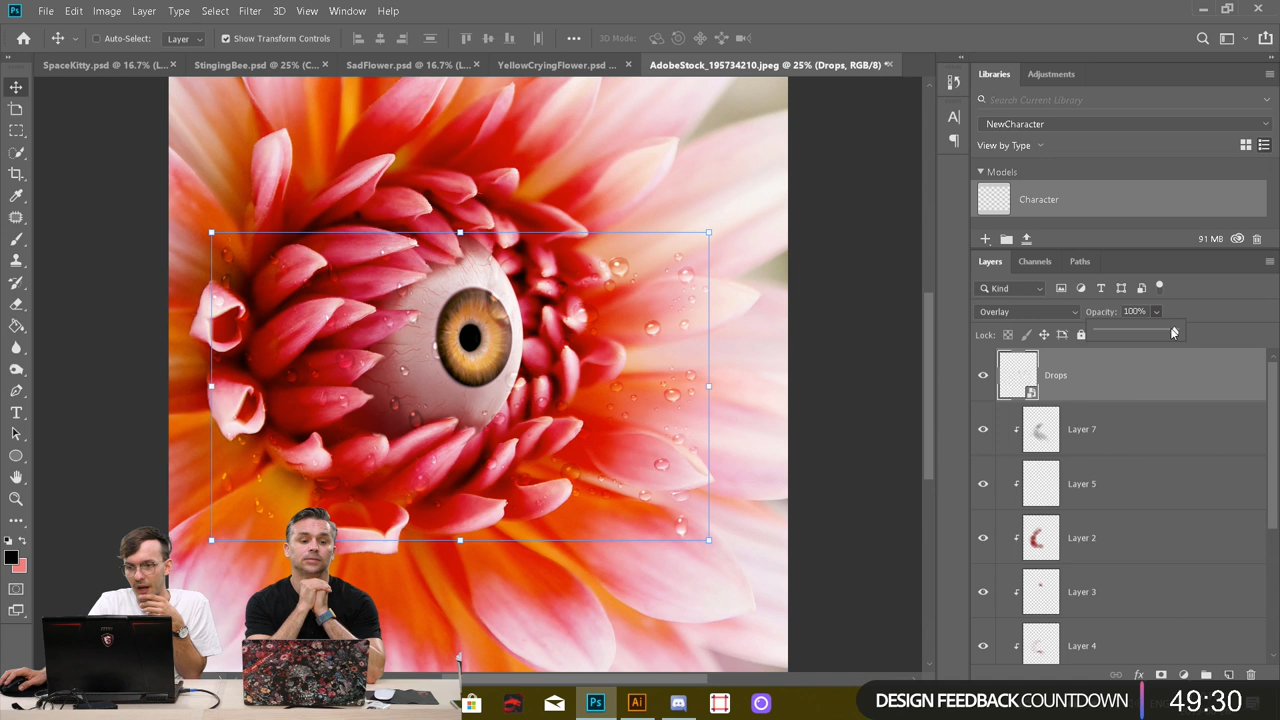 Ps File Edit Image Layer Type Select Filter 3D View Window Help
Auto-Select: Layer Show Transform Controls 3D Mode:
SpaceKitty.psd @ 16.7% (L... × StingingBee.psd @ 25% (C... × SadFlower.psd @ 16.7% (L... × YellowCryingFlower.psd ... × AdobeStock_195734210.jpeg @ 25% (Drops, RGB/8) * ×
Libraries Adjustments
Search Current Library
NewCharacter
View by Type
Models
Character
91 MB
Layers Channels Paths
Kind
Overlay Opacity: 100%
Lock:
Drops
Layer 7
Layer 5
Layer 2
Layer 3
Layer 4
Ps Ai
DESIGN FEEDBACK COUNTDOWN 49:30